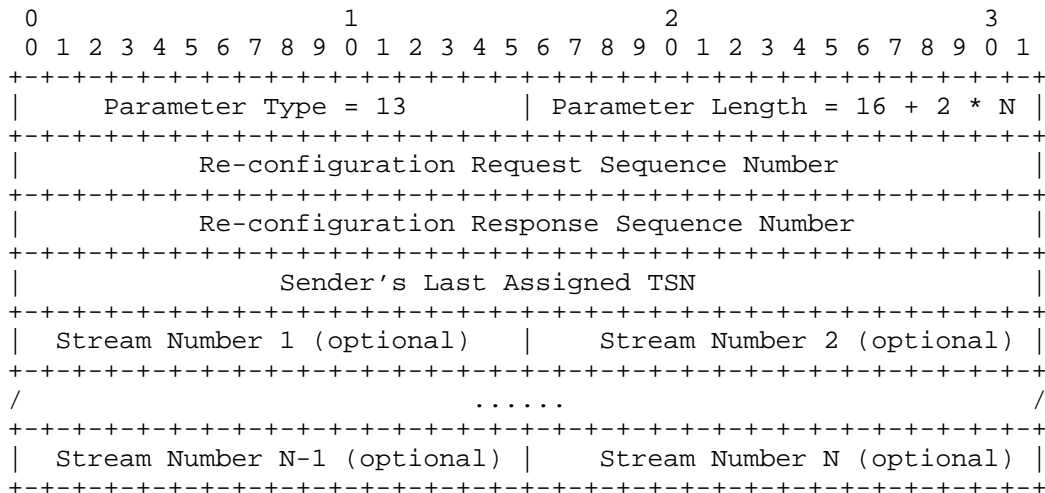 0                   1                   2                   3
 0 1 2 3 4 5 6 7 8 9 0 1 2 3 4 5 6 7 8 9 0 1 2 3 4 5 6 7 8 9 0 1
+-+-+-+-+-+-+-+-+-+-+-+-+-+-+-+-+-+-+-+-+-+-+-+-+-+-+-+-+-+-+-+-+
|     Parameter Type = 13       | Parameter Length = 16 + 2 * N |
+-+-+-+-+-+-+-+-+-+-+-+-+-+-+-+-+-+-+-+-+-+-+-+-+-+-+-+-+-+-+-+-+
|           Re-configuration Request Sequence Number            |
+-+-+-+-+-+-+-+-+-+-+-+-+-+-+-+-+-+-+-+-+-+-+-+-+-+-+-+-+-+-+-+-+
|           Re-configuration Response Sequence Number           |
+-+-+-+-+-+-+-+-+-+-+-+-+-+-+-+-+-+-+-+-+-+-+-+-+-+-+-+-+-+-+-+-+
|                Sender's Last Assigned TSN                     |
+-+-+-+-+-+-+-+-+-+-+-+-+-+-+-+-+-+-+-+-+-+-+-+-+-+-+-+-+-+-+-+-+
|  Stream Number 1 (optional)   |    Stream Number 2 (optional) |
+-+-+-+-+-+-+-+-+-+-+-+-+-+-+-+-+-+-+-+-+-+-+-+-+-+-+-+-+-+-+-+-+
/                            ......                             /
+-+-+-+-+-+-+-+-+-+-+-+-+-+-+-+-+-+-+-+-+-+-+-+-+-+-+-+-+-+-+-+-+
|  Stream Number N-1 (optional) |    Stream Number N (optional) |
+-+-+-+-+-+-+-+-+-+-+-+-+-+-+-+-+-+-+-+-+-+-+-+-+-+-+-+-+-+-+-+-+